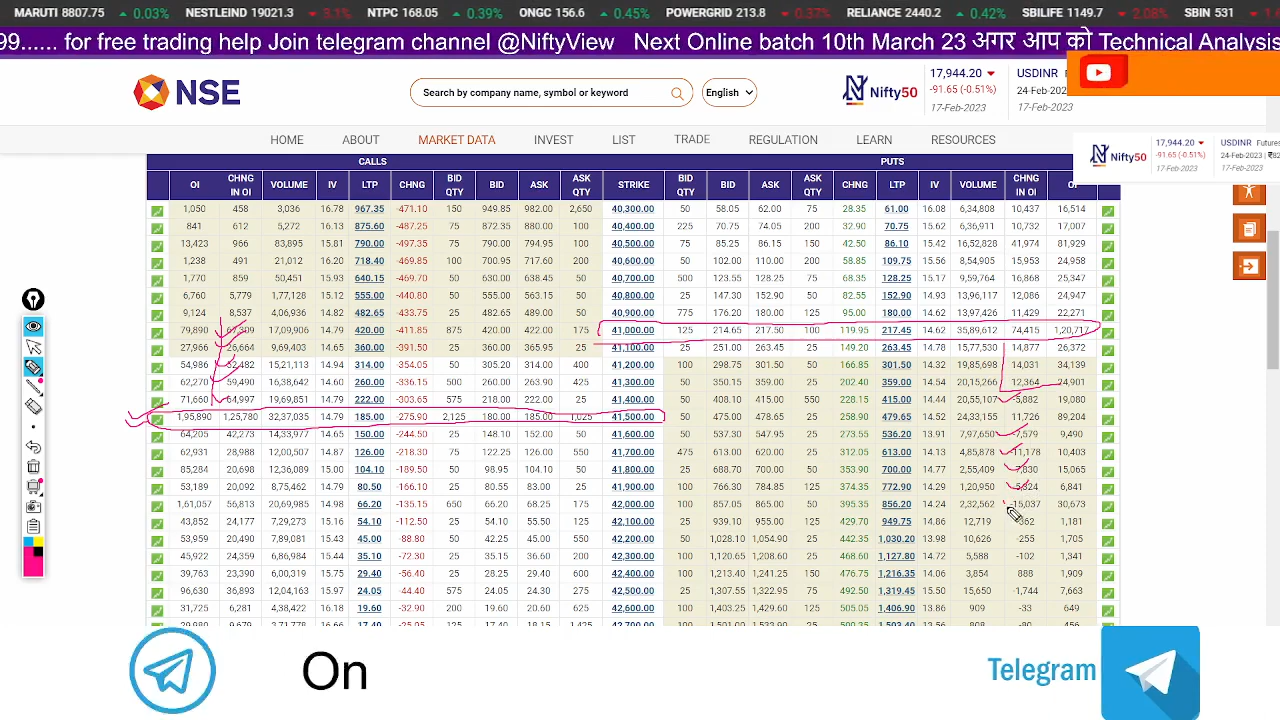 MARUTI 8807.75 0.03% NESTLEIND 19021.3 3.1% NTPC 168.05 0.39% ONGC 156.6 0.45% POWERGRID 213.8 0.37% RELIANCE 2440.2 0.42% SBILIFE 1149.7 2.08% SBIN 531
99...... for free trading help Join telegram channel @NiftyView Next Online batch 10th March 23 अगर आप को Technical Analysis
NSE
Search by company name, symbol or keyword
English
Nifty50
17,944.20
-91.65 (-0.51%)
17-Feb-2023
USDINR
24-Feb-202
17-Feb-2023
HOME ABOUT MARKET DATA INVEST LIST TRADE REGULATION LEARN RESOURCES
Nifty50
17,944.20
-91.65 (-0.51%)
17-Feb-2023
USDINR Futures
24-Feb-2023 ₹82
17-Feb-2023
CALLS PUTS
OI CHNG IN OI VOLUME IV LTP CHNG BID QTY BID ASK ASK QTY STRIKE BID QTY BID ASK ASK QTY CHNG LTP IV VOLUME CHNG IN OI OI
1,050 458 3,036 16.78 967.35 -471.10 150 949.85 982.00 2,650 40,300.00 50 58.05 62.00 75 28.35 61.00 16.08 6,34,808 10,437 16,514
841 612 5,272 16.13 875.60 -487.25 75 872.35 880.00 100 40,400.00 225 70.75 74.05 200 32.90 70.75 15.62 6,36,911 10,732 17,007
13,423 966 83,895 15.81 790.00 -497.35 75 790.00 794.95 100 40,500.00 75 85.25 86.15 150 42.50 86.10 15.42 16,52,828 41,974 81,929
1,238 491 21,012 16.20 718.40 -469.85 100 700.95 717.60 200 40,600.00 50 102.00 110.00 200 58.85 109.75 15.56 8,54,905 15,953 24,958
1,770 859 50,451 15.93 640.15 -469.70 50 630.00 638.45 50 40,700.00 500 123.55 128.25 75 68.35 128.25 15.17 9,59,764 16,868 25,347
6,760 5,779 1,77,128 15.12 555.00 -440.80 50 555.00 563.15 50 40,800.00 25 147.30 152.90 30 82.55 152.90 15.10 13,96,117 12,086 24,947
9,124 8,537 4,06,936 14.82 482.65 -433.75 25 482.65 489.00 50 40,900.00 775 176.20 180.00 125 95.00 180.00 14.62 13,97,426 11,429 22,271
79,890 17,09,906 14.79 420.00 -411.85 875 420.00 422.00 175 41,000.00 125 214.65 217.50 100 119.95 217.45 14.62 35,89,612 74,415 1,20,717
27,966 26,664 9,69,403 14.65 360.00 -391.50 25 360.00 365.95 25 41,100.00 25 251.00 263.45 25 149.20 263.45 14.78 15,77,530 14,877 26,372
54,986 52,482 15,21,113 14.94 314.00 -354.05 50 305.20 314.00 400 41,200.00 100 298.75 301.50 50 166.85 301.50 14.32 19,85,698 14,031 34,139
62,270 59,490 16,38,642 14.60 260.00 -336.15 500 260.00 263.90 425 41,300.00 50 350.15 359.00 25 202.40 359.00 14.54 20,15,266 12,364 24,901
71,660 64,997 19,69,834 14.79 222.00 -303.65 575 218.00 222.00 25 41,400.00 100 408.10 415.00 550 228.15 415.00 14.44 20,55,107 5,882 19,080
1,95,890 1,25,780 32,37,035 14.79 185.00 -275.90 2,125 180.00 185.00 1,025 41,500.00 50 475.00 478.65 25 258.90 479.65 14.52 24,33,155 11,726 89,204
64,205 42,273 14,33,977 14.65 150.00 -244.50 25 148.10 152.00 50 41,600.00 50 537.30 547.95 25 273.55 536.20 13.91 7,97,650 -7,579 9,490
62,931 28,988 12,00,507 14.87 126.00 -218.30 75 122.25 126.00 550 41,700.00 475 613.00 620.00 25 312.05 613.00 14.13 4,85,878 -11,178 10,403
85,284 20,698 12,36,089 15.00 104.10 -189.50 50 98.95 104.10 50 41,800.00 100 688.70 700.00 50 353.90 700.00 14.77 2,55,409 15,065
53,189 20,092 8,75,462 14.79 80.50 -166.10 25 80.55 83.00 25 41,900.00 100 766.35 784.85 125 374.35 772.90 14.29 1,20,950 6,841
1,61,057 56,813 20,69,985 14.98 66.20 -135.15 650 66.20 68.25 175 42,000.00 100 857.05 865.00 50 395.35 856.20 14.24 2,32,562 -15,037 30,673
43,852 24,177 7,29,273 15.16 54.10 -112.50 125 54.10 55.50 125 42,100.00 25 939.10 955.00 125 429.70 949.75 14.86 12,719 1,181
53,959 20,490 7,89,081 15.13 45.00 -88.80 50 42.25 45.00 550 42,200.00 50 1,028.10 1,054.90 25 442.35 1,030.20 13.98 10,626 -255 1,705
45,922 24,359 6,86,984 15.44 35.10 -72.30 50 35.15 36.60 200 42,300.00 100 1,120.65 1,208.60 25 468.60 1,127.80 14.72 5,588 -102 1,341
39,763 23,390 6,00,319 15.75 29.40 -56.40 25 28.25 29.40 600 42,400.00 100 1,213.40 1,241.25 150 476.75 1,216.35 14.06 3,854 888 1,909
96,630 36,893 12,04,163 15.97 24.05 -44.40 575 24.05 24.30 275 42,500.00 25 1,307.55 1,322.95 75 492.50 1,319.45 15.50 15,650 -1,744 7,663
31,725 6,281 4,38,422 16.18 19.60 -32.90 200 19.60 20.60 625 42,600.00 100 1,403.25 1,429.60 125 505.05 1,406.90 13.86 909 -33 649
On
Telegram